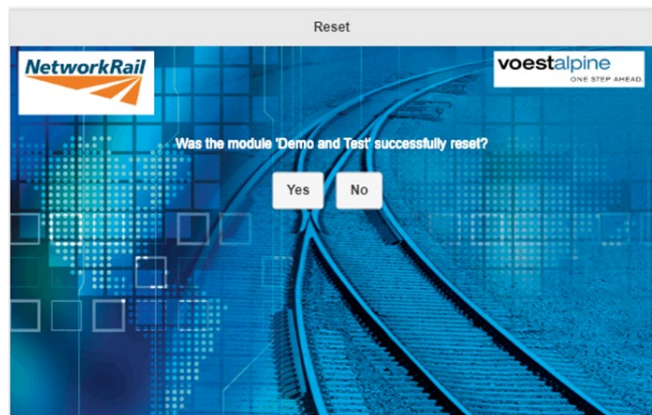 Reset
NetworkRail
voestalpine
ONE STEP AHEAD.
Was the module 'Demo and Test' successfully reset?
Yes
No